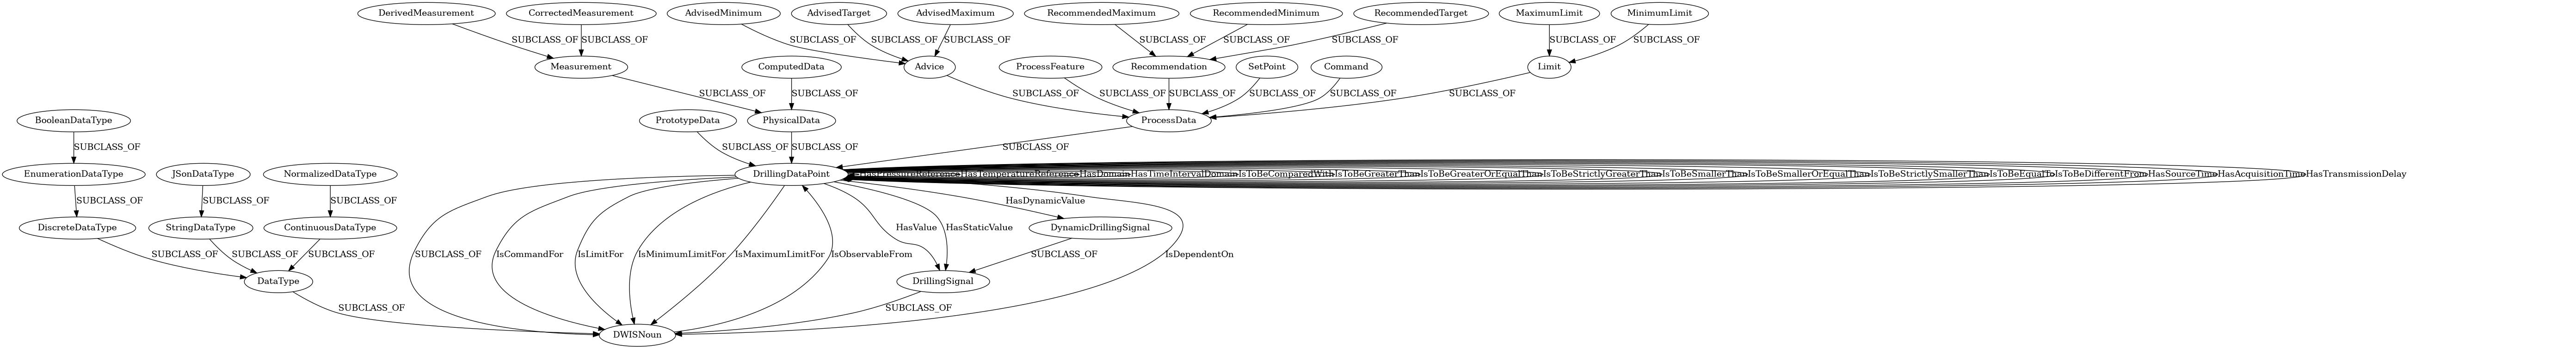 DerivedMeasurement CorrectedMeasurement AdvisedMinimum AdvisedTarget AdvisedMaximum RecommendedMaximum RecommendedMinimum RecommendedTarget MaximumLimit MinimumLimit
SUBCLASS_OF SUBCLASS_OF SUBCLASS_OF SUBCLASS_OF SUBCLASS_OF SUBCLASS_OF SUBCLASS_OF SUBCLASS_OF SUBCLASS_OF SUBCLASS_OF
Measurement ComputedData Advice ProcessFeature Recommendation SetPoint Command Limit
SUBCLASS_OF SUBCLASS_OF SUBCLASS_OF SUBCLASS_OF SUBCLASS_OF SUBCLASS_OF SUBCLASS_OF SUBCLASS_OF
BooleanDataType PrototypeData PhysicalData ProcessData
SUBCLASS_OF SUBCLASS_OF SUBCLASS_OF SUBCLASS_OF
EnumerationDataType JSonDataType NormalizedDataType DrillingDataPoint HasPressureReference HasTemperatureReference HasDomain HasTimeIntervalDomain IsToBeComparedWith IsToBeGreaterThan IsToBeGreaterOrEqualThan IsToBeStrictlyGreaterThan IsToBeSmallerThan IsToBeSmallerOrEqualThan IsToBeStrictlySmallerThan IsToBeEqualTo IsToBeDifferentFrom HasSourceTime HasAcquisitionTime HasTransmissionDelay
SUBCLASS_OF SUBCLASS_OF SUBCLASS_OF HasDynamicValue
DiscreteDataType StringDataType ContinuousDataType HasValue HasStaticValue DynamicDrillingSignal
SUBCLASS_OF SUBCLASS_OF SUBCLASS_OF SUBCLASS_OF IsCommandFor IsLimitFor IsMinimumLimitFor IsMaximumLimitFor IsObservableFrom SUBCLASS_OF IsDependentOn
DataType DrillingSignal
SUBCLASS_OF SUBCLASS_OF
DWISNoun